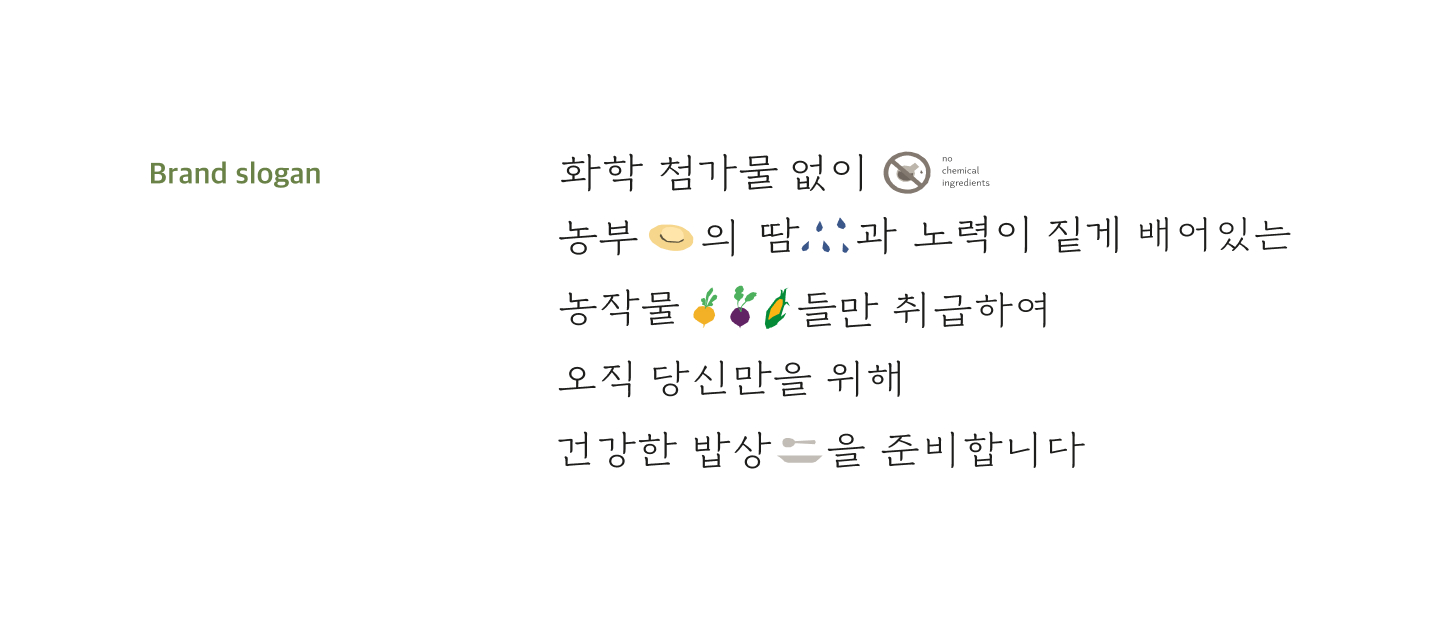 Brand slogan
화학 첨가물 없이
no
chemical
ingredients
농부의 땀과 노력이 짙게 배어있는
농작물들만 취급하여
오직 당신만을 위해
건강한 밥상을 준비합니다